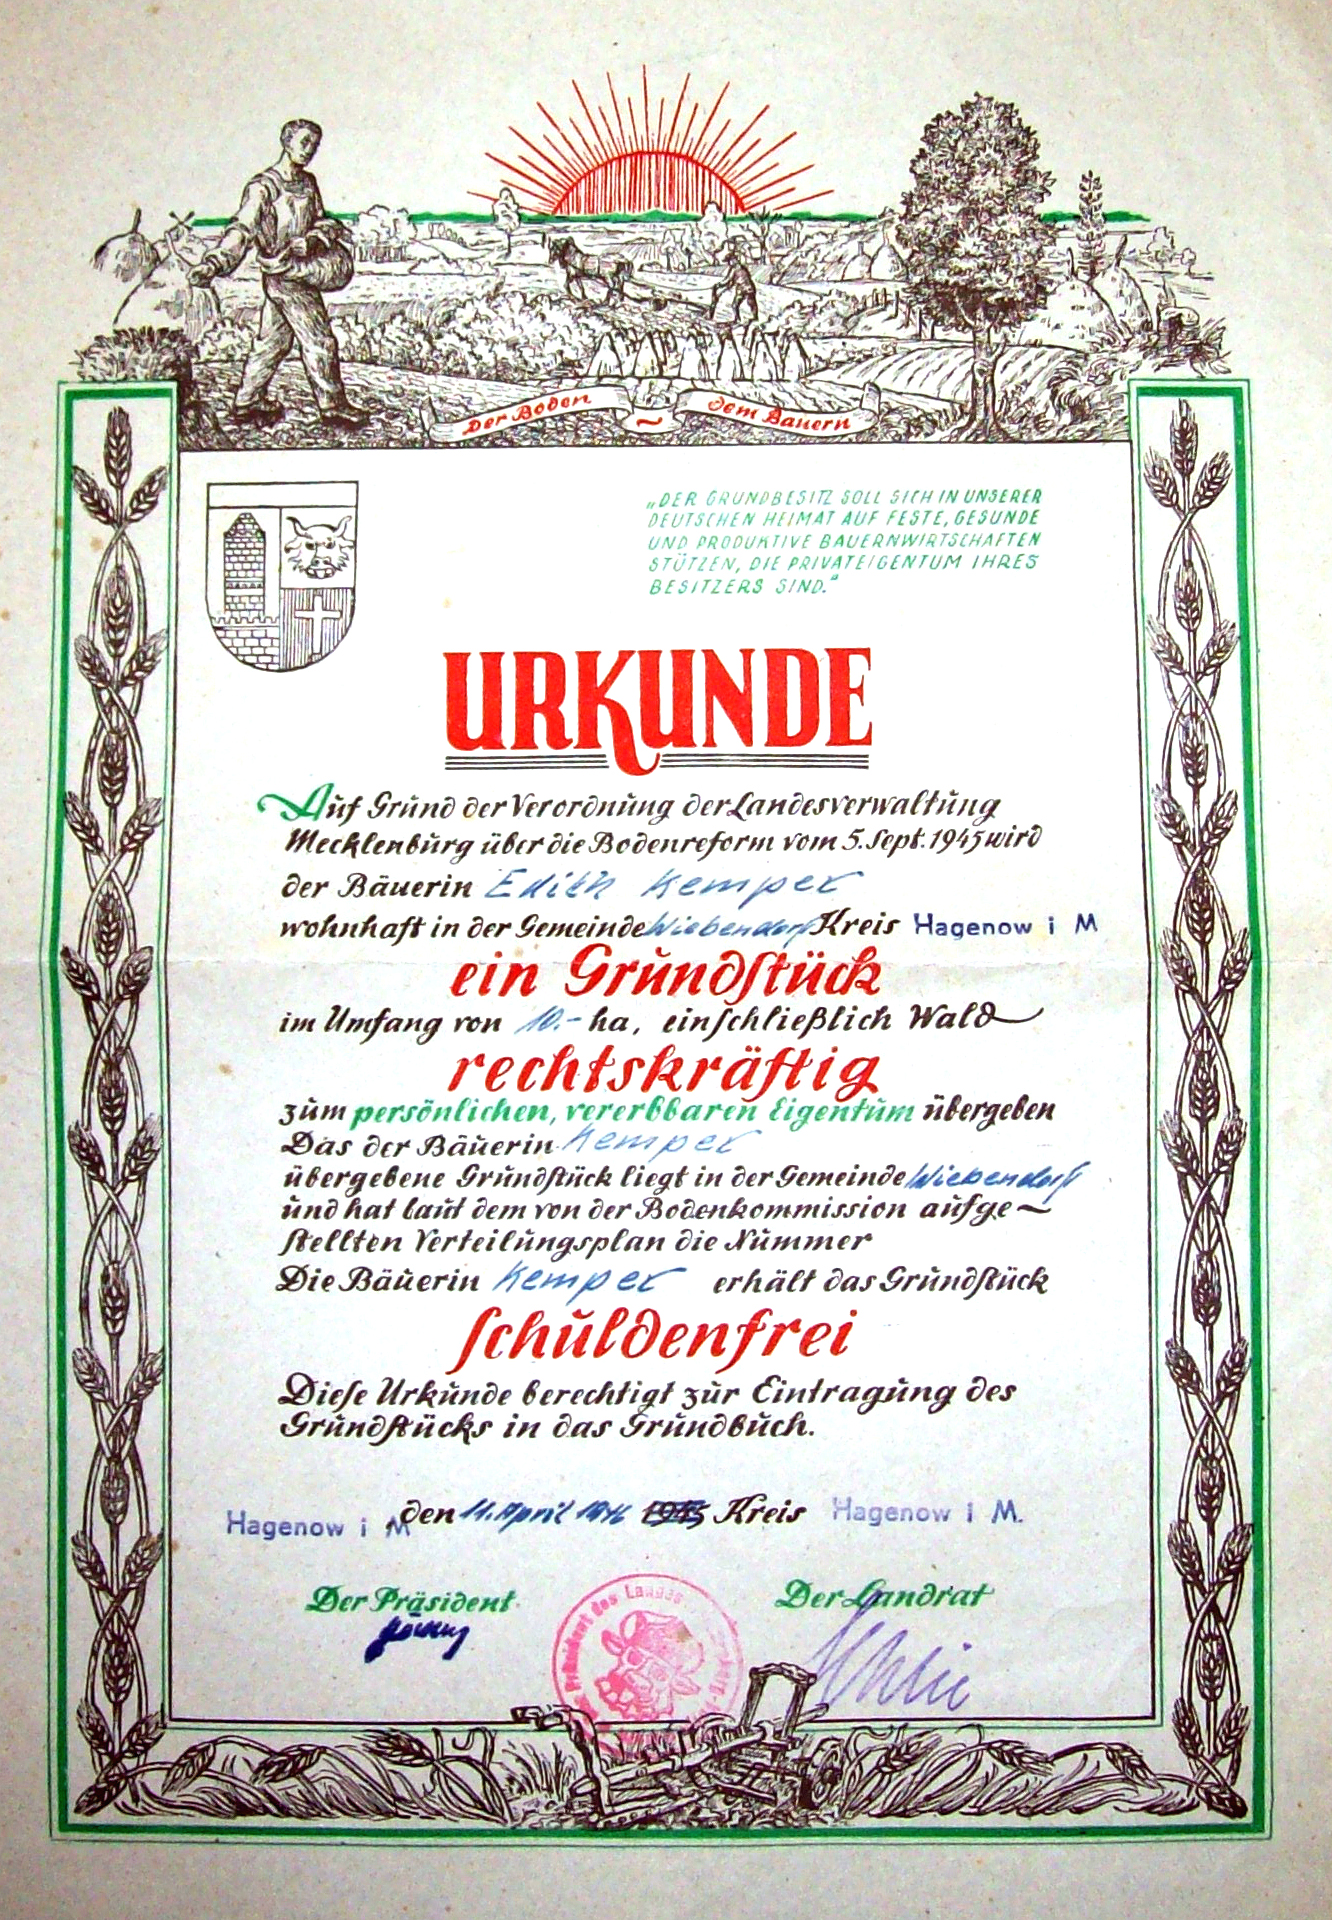 Der Boden ~ dem Bauern
„DER GRUNDBESITZ SOLL SICH IN UNSERER
DEUTSCHEN HEIMAT AUF FESTE, GESUNDE
UND PRODUKTIVE BAUERNWIRTSCHAFTEN
STÜTZEN, DIE PRIVATEIGENTUM IHRES
BESITZERS SIND."
URKUNDE
Auf Grund der Verordnung der Landesverwaltung
Mecklenburg über die Bodenreform vom 5. Sept. 1945 wird
der Bäuerin Edith Kemper
wohnhaft in der Gemeinde Wiebendorf Kreis Hagenow i M
ein Grundstück
im Umfang von 10.- ha, einschließlich Wald
rechtskräftig
zum persönlichen, vererbbaren Eigentum übergeben
Das der Bäuerin Kemper
übergebene Grundstück liegt in der Gemeinde Wiebendorf
und hat laut dem von der Bodenkommission aufge-
stellten Verteilungsplan die Nummer
Die Bäuerin Kemper erhält das Grundstück
schuldenfrei
Diese Urkunde berechtigt zur Eintragung des
Grundstücks in das Grundbuch.
Hagenow i M den 11. April 1946 1945 Kreis Hagenow i M.
Der Präsident
Der Landrat
Präsident des Landes